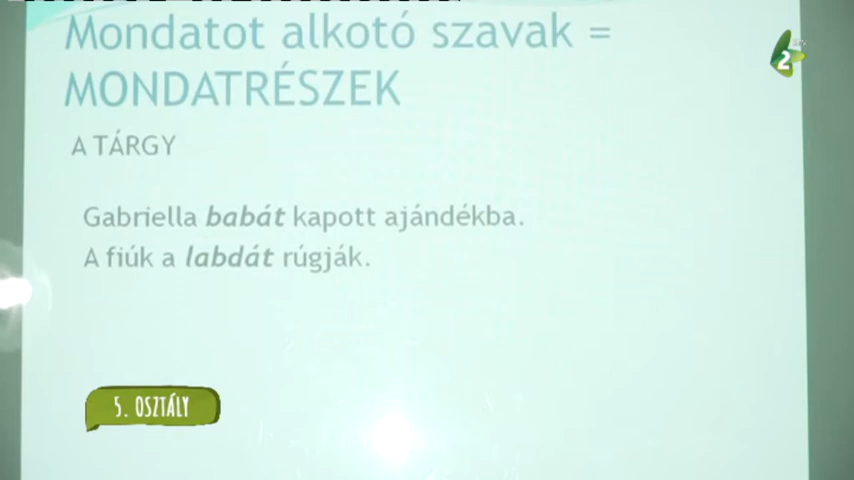 Mondatot alkotó szavak =
MONDATRÉSZEK
A TÁRGY
Gabriella babát kapott ajándékba.
A fiúk a labdát rúgják.
5. OSZTÁLY
2